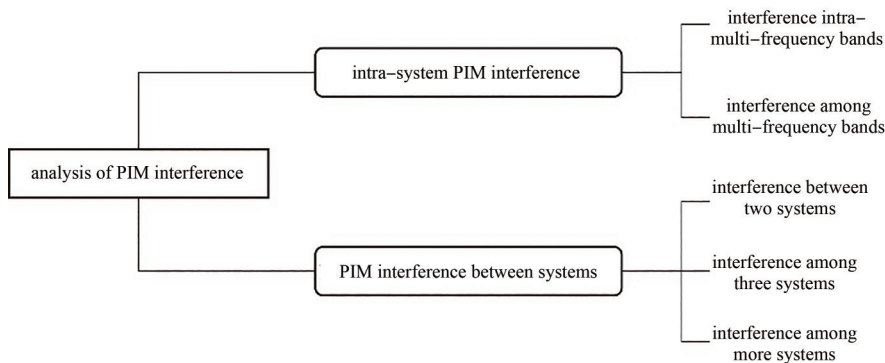 interference intra−
multi−frequency bands
intra−system PIM interference
interference among
multi−frequency bands
analysis of PIM interference
interference between
two systems
PIM interference between systems
interference among
three systems
interference among
more systems